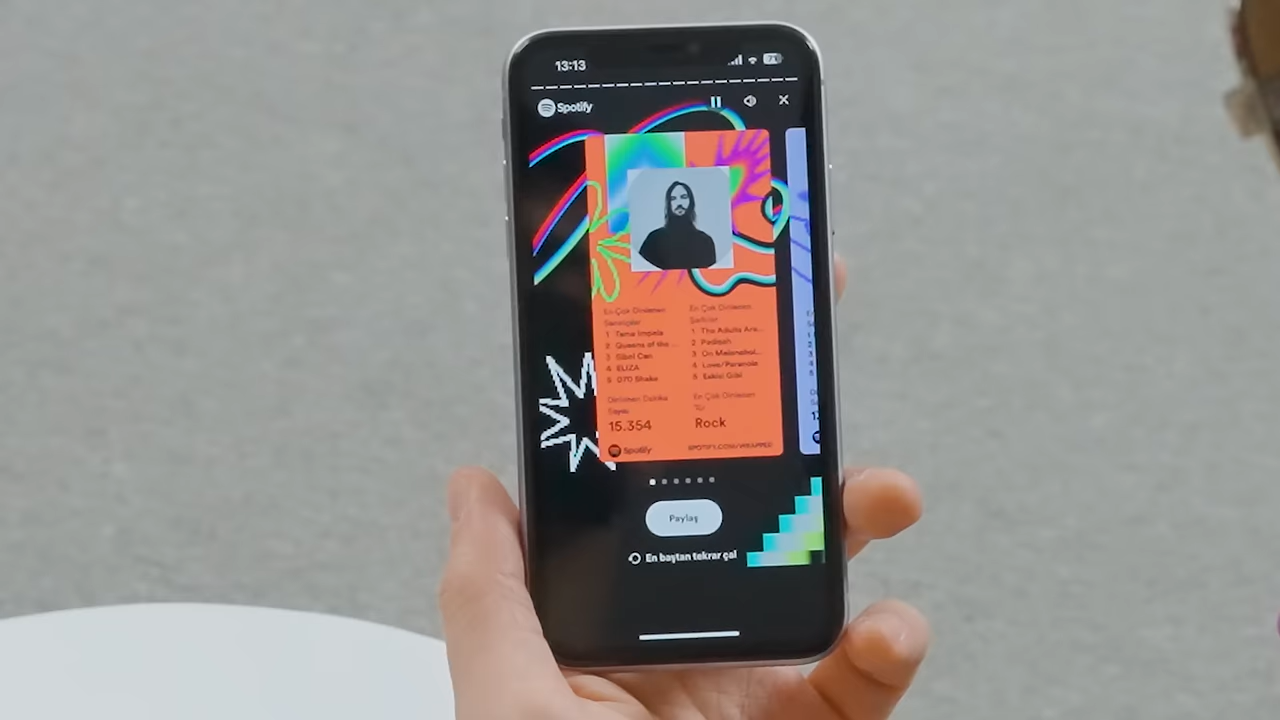 13:13
71
Spotify
En Çok Dinlenen
Sanatçılar
1 Tame Impala
2 Queens of the ...
3 Sibel Can
4 ELIZA
5 070 Shake
En Çok Dinlenen
Şarkılar
1 The Adults Are...
2 Padişah
3 On Melanchol...
4 Love/Paranoia
5 Eskisi Gibi
Dinlenen Dakika
Sayısı
15.354
En Çok Dinlenen
Tür
Rock
Spotify
SPOTIFY.COM/WRAPPED
Paylaş
En baştan tekrar çal